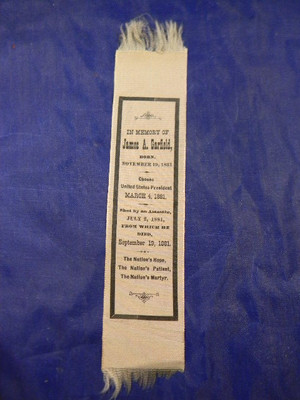 IN MEMORY OF
James A. Garfield,
BORN,
NOVEMBER 19, 1831
Chosen
United States President
MARCH 4, 1881,
Shot by an Assassin,
JULY 2, 1881,
FROM WHICH HE
DIED,
September 19, 1881.
The Nation's Hope,
The Nation's Patient,
The Nation's Martyr.